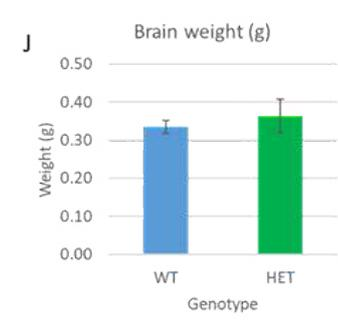 J
Brain weight (g)
0.50
0.40
0.30
0.20
0.10
0.00
Weight (g)
WT HET
Genotype